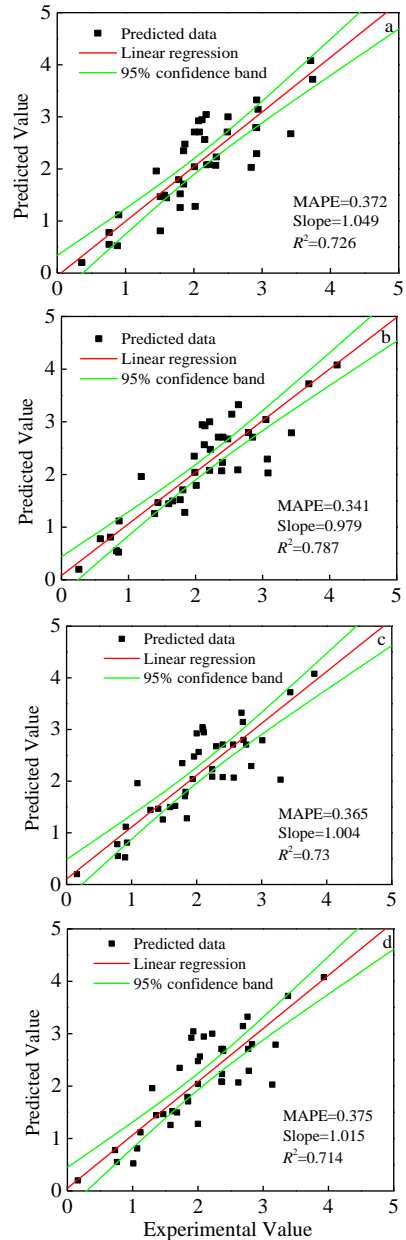 5
a
Predicted data
Linear regression
95% confidence band
4
3
2
1
0
Predicted Value
MAPE=0.372
Slope=1.049
R²=0.726
0 1 2 3 4 5
5
b
Predicted data
Linear regression
95% confidence band
4
3
2
1
0
Predicted Value
MAPE=0.341
Slope=0.979
R²=0.787
0 1 2 3 4 5
5
c
Predicted data
Linear regression
95% confidence band
4
3
2
1
0
Predicted Value
MAPE=0.365
Slope=1.004
R²=0.73
0 1 2 3 4 5
5
d
Predicted data
Linear regression
95% confidence band
4
3
2
1
0
Predicted Value
MAPE=0.375
Slope=1.015
R²=0.714
0 1 2 3 4 5
Experimental Value